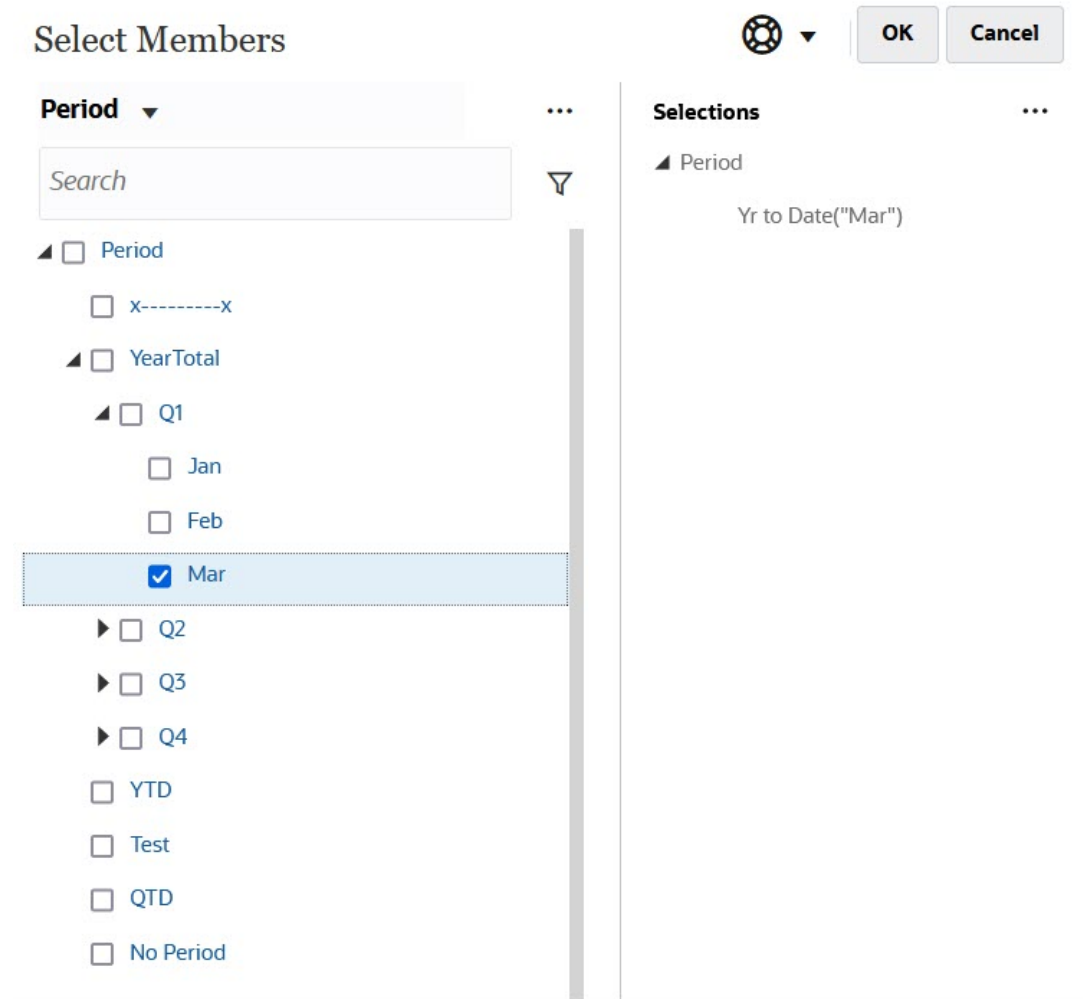 Select Members
OK
Cancel
Period
Search
Period
x---------x
YearTotal
Q1
Jan
Feb
Mar
Q2
Q3
Q4
YTD
Test
QTD
No Period
Selections
Period
Yr to Date("Mar")